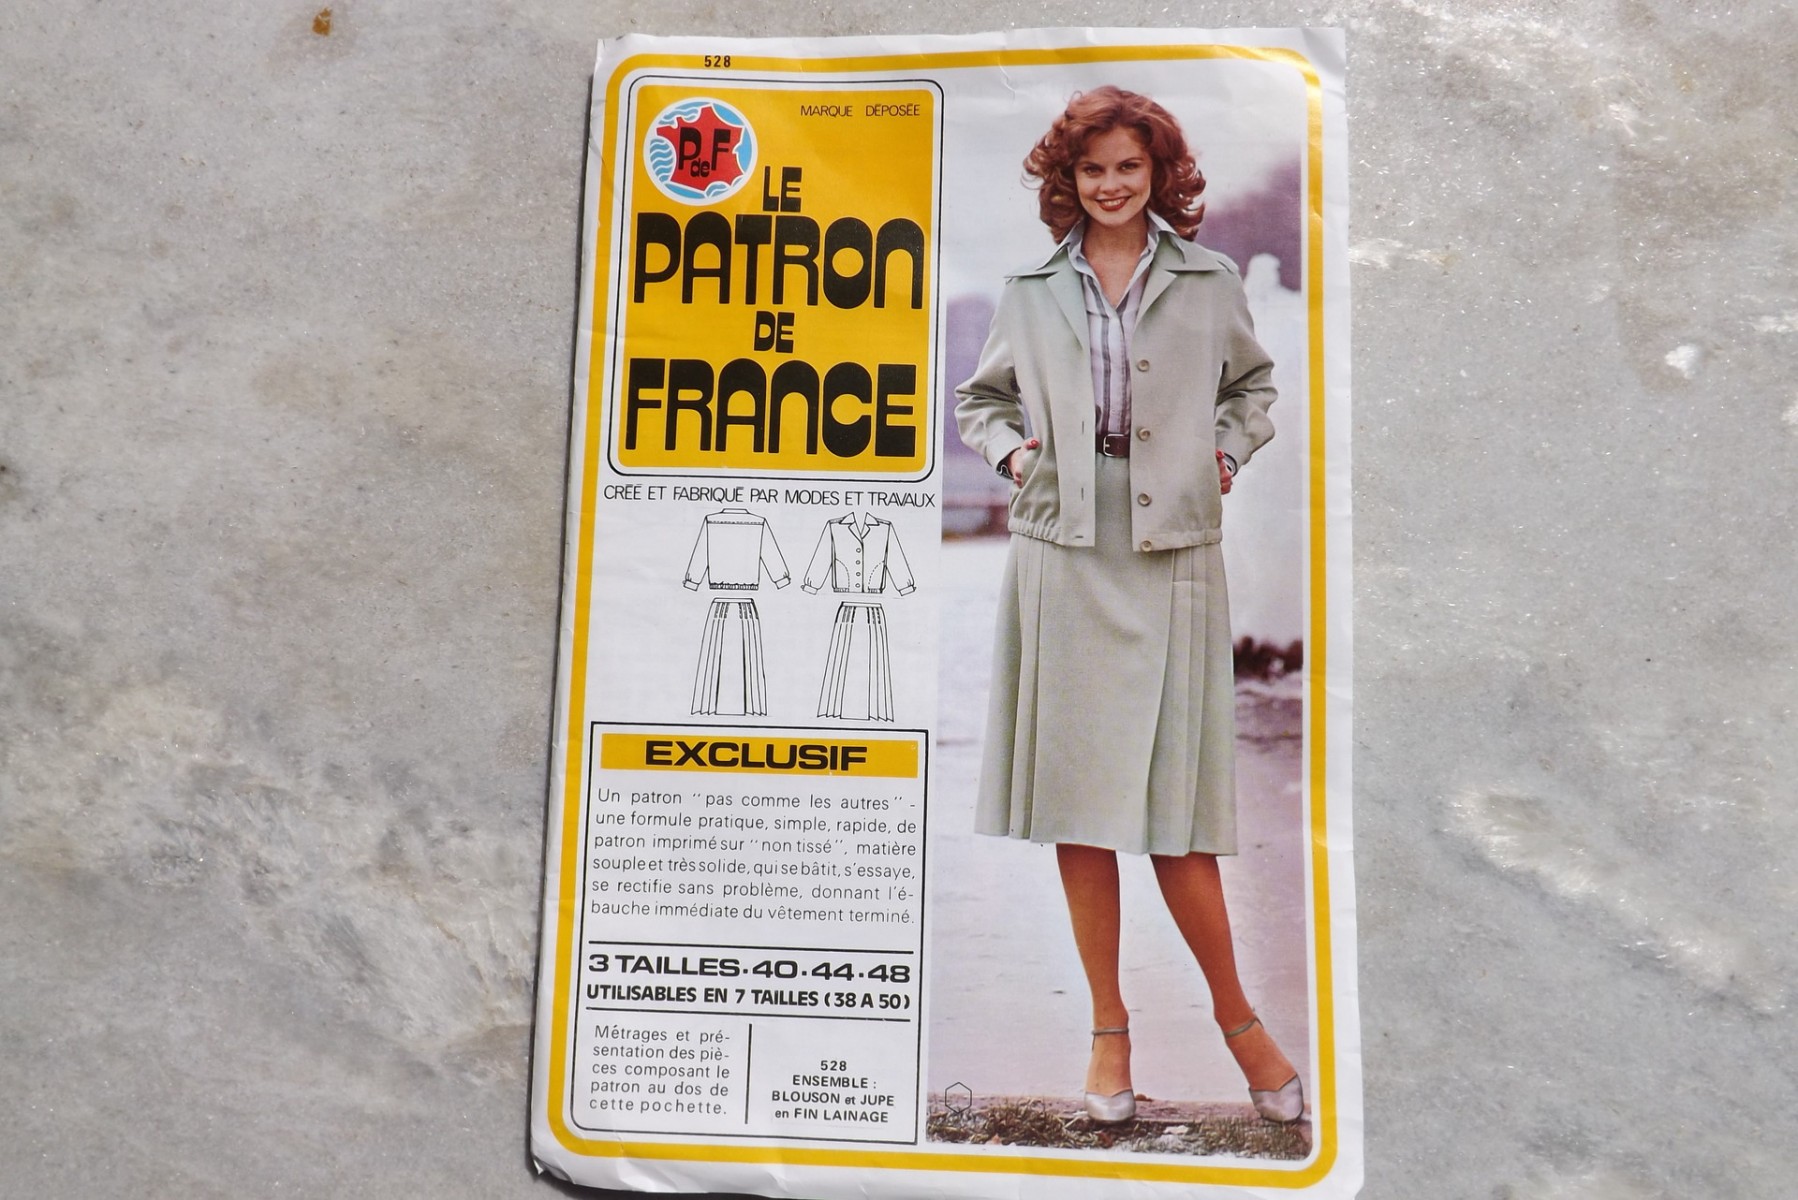 528
MARQUE DÉPOSÉE
PdeF
LE
PATRON
DE
FRANCE
CRÉÉ ET FABRIQUÉ PAR MODES ET TRAVAUX
EXCLUSIF
Un patron "pas comme les autres" -
une formule pratique, simple, rapide, de
patron imprimé sur "non tissé", matière
souple et très solide, qui se bâtit, s'essaye,
se rectifie sans problème, donnant l'é-
bauche immédiate du vêtement terminé.
3 TAILLES·40·44·48
UTILISABLES EN 7 TAILLES (38 A 50)
Métrages et pré-
sentation des piè-
ces composant le
patron au dos de
cette pochette.
528
ENSEMBLE :
BLOUSON et JUPE
en FIN LAINAGE